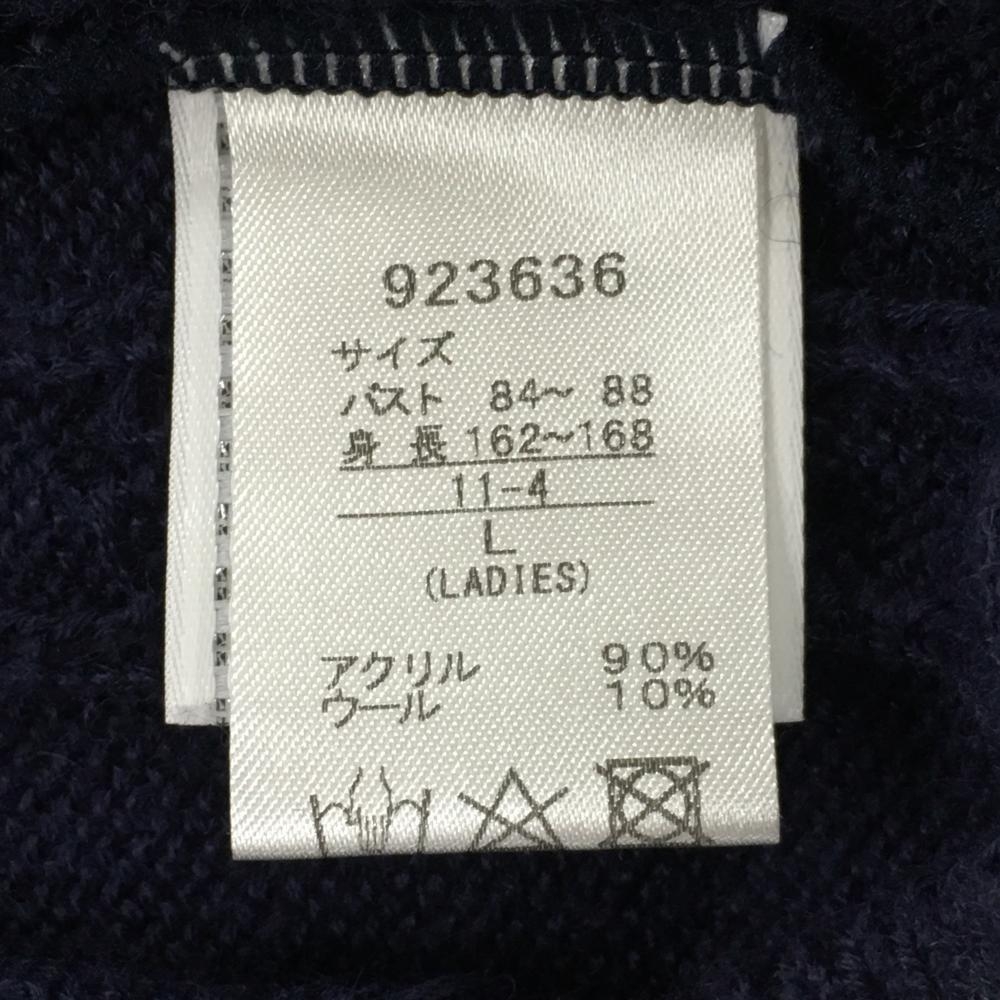 923636
サイズ
バスト 84〜 88
身 長 162〜168
11-4
L
(LADIES)
アクリル 90%
ウール 10%